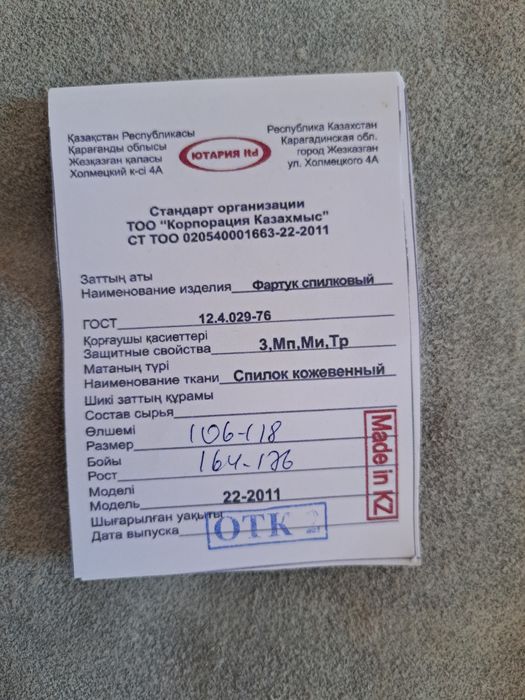 Қазақстан Республикасы
Қарағанды облысы
Жезқазған қаласы
Холмецкий к-сі 4А
ЮТАРИЯ ltd
Республика Казахстан
Карагадинская обл.
город Жезказган
ул. Холмецкого 4А
Стандарт организации
ТОО "Корпорация Казахмыс"
СТ ТОО 020540001663-22-2011
Заттың аты
Наименование изделия Фартук спилковый
ГОСТ 12.4.029-76
Қорғаушы қасиеттері
Защитные свойства З,Мп,Ми,Тр
Матаның түрі
Наименование ткани Спилок кожевенный
Шикі заттың құрамы
Состав сырья
Өлшемі
Размер 106-118
Бойы
Рост 164-176
Моделі
Модель 22-2011
Шығарылған уақыты
Дата выпуска
ОТК 2
Made in KZ